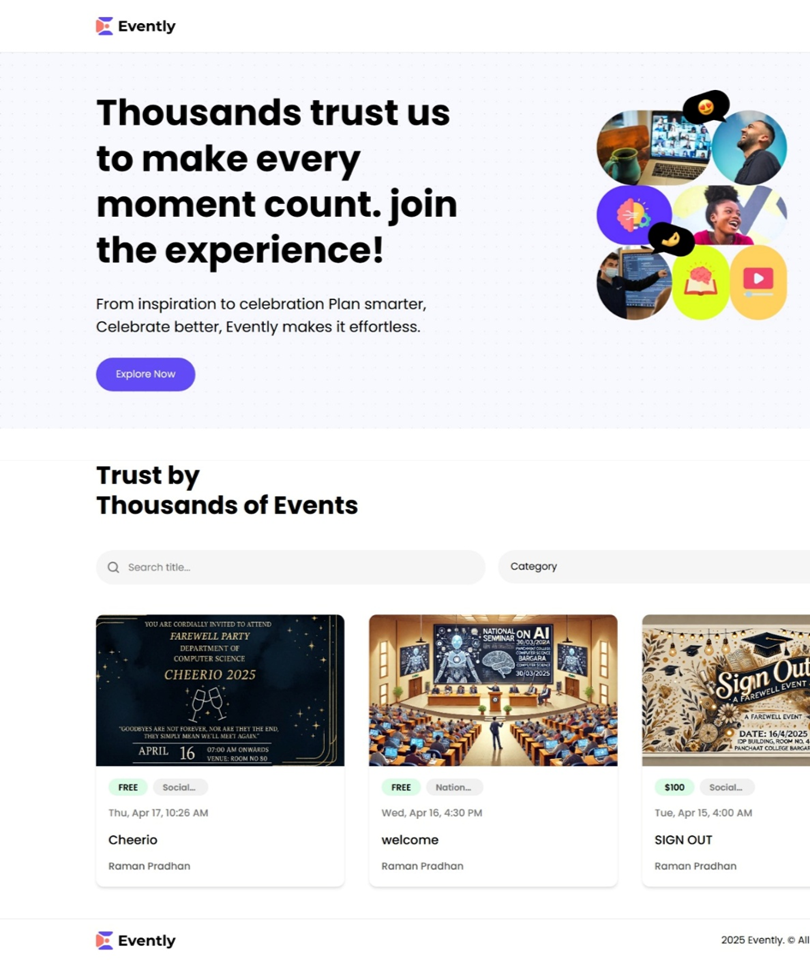 Evently
Thousands trust us
to make every
moment count. join
the experience!
From inspiration to celebration Plan smarter,
Celebrate better, Evently makes it effortless.
Explore Now
Trust by
Thousands of Events
Search title...
Category
YOU ARE CORDIALLY INVITED TO ATTEND
FAREWELL PARTY
DEPARTMENT OF
COMPUTER SCIENCE
CHEERIO 2025
"GOODBYES ARE NOT FOREVER, NOR ARE THEY THE END,
THEY SIMPLY MEAN WE'LL MEET AGAIN."
APRIL 16 07:00 AM ONWARDS
VENUE: ROOM NO 80
FREE Social...
Thu, Apr 17, 10:26 AM
Cheerio
Raman Pradhan
NATIONAL
SEMINAR ON AI
30/03/2025
PANCHAYAT COLLEGE
COMPUTER SCIENCE
BARGARA
COMPUTER SCIENCE
30/03/2025
FREE Nation...
Wed, Apr 16, 4:30 PM
welcome
Raman Pradhan
Sign Out
A FAREWELL EVENT
A FAREWELL EVENT
DATE: 16/4/2025
BUILDING, ROOM NO. 4
PANCHAAT COLLEGE BARGAR
$100 Social...
Tue, Apr 15, 4:00 AM
SIGN OUT
Raman Pradhan
Evently
2025 Evently. © All